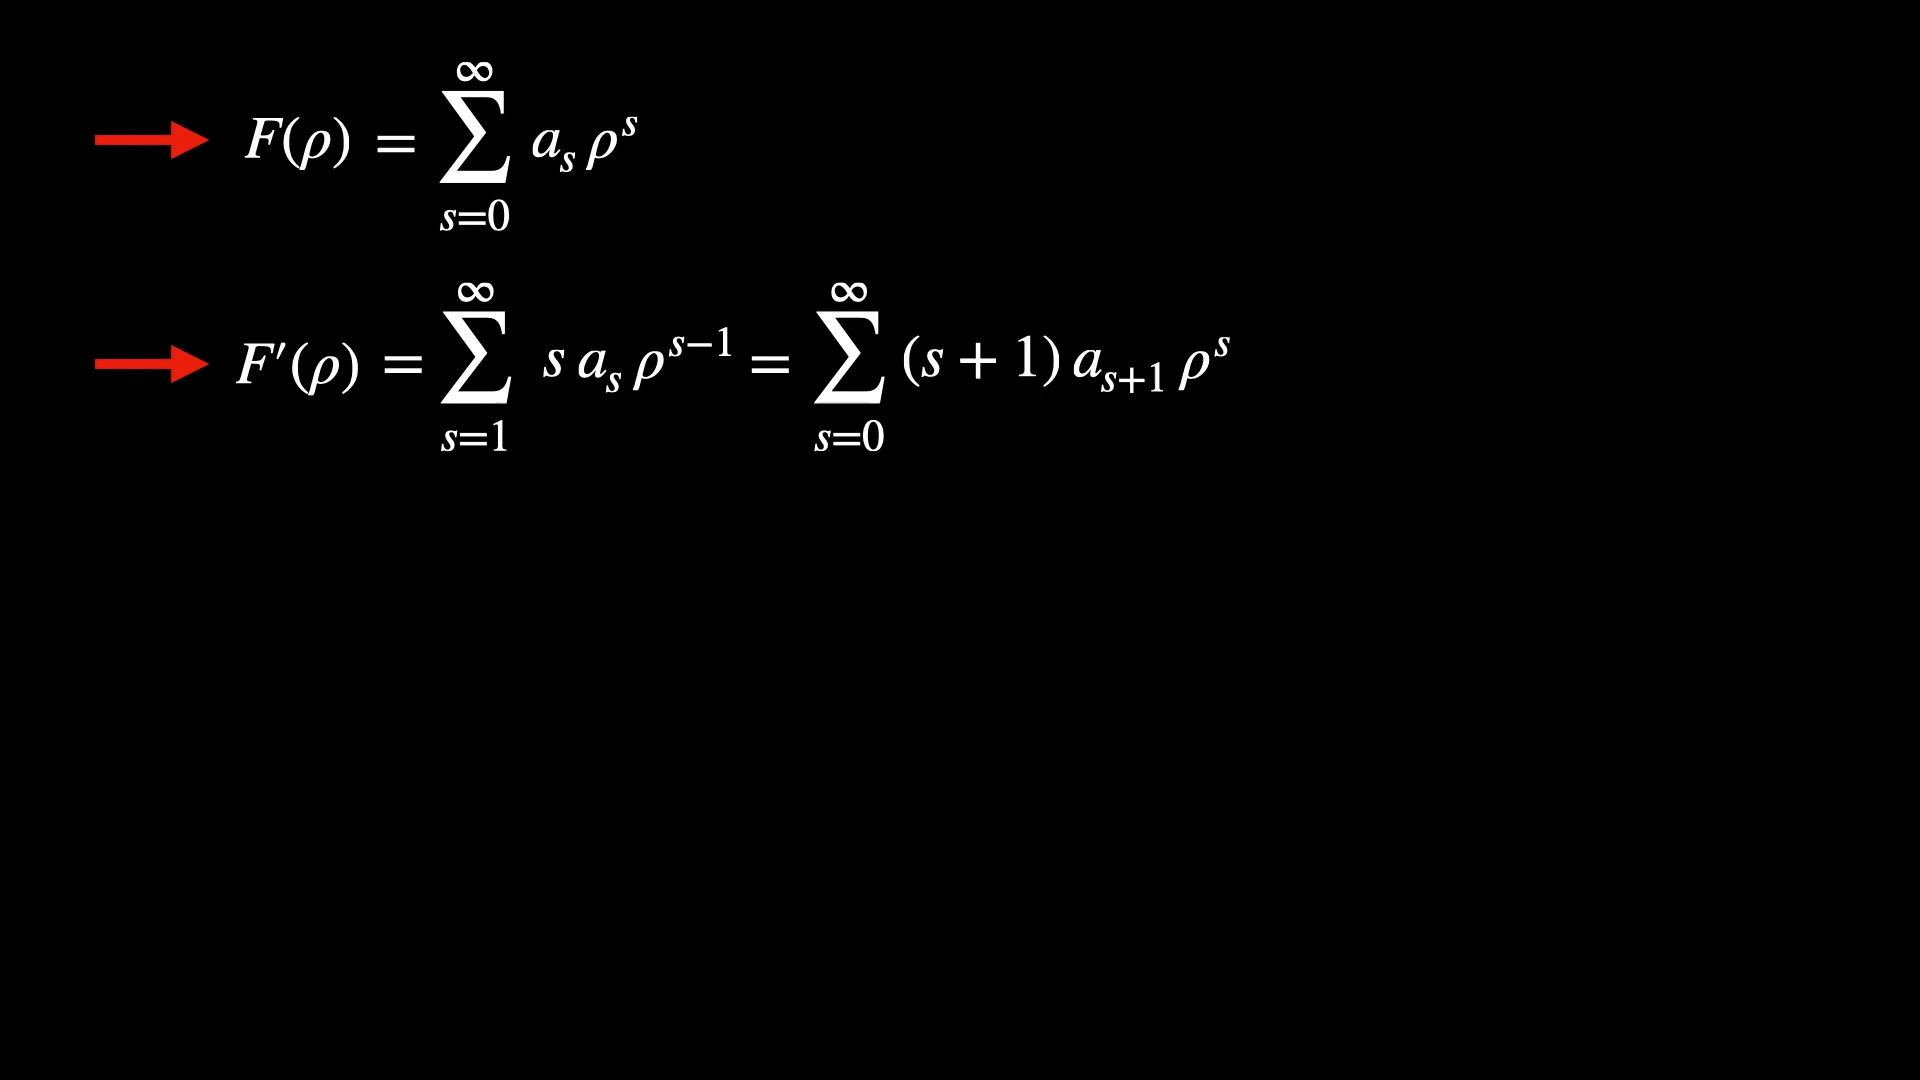 F(ρ) = ∑_{s=0}^{∞} a_s ρ^s
F′(ρ) = ∑_{s=1}^{∞} s a_s ρ^{s−1} = ∑_{s=0}^{∞} (s + 1) a_{s+1} ρ^s